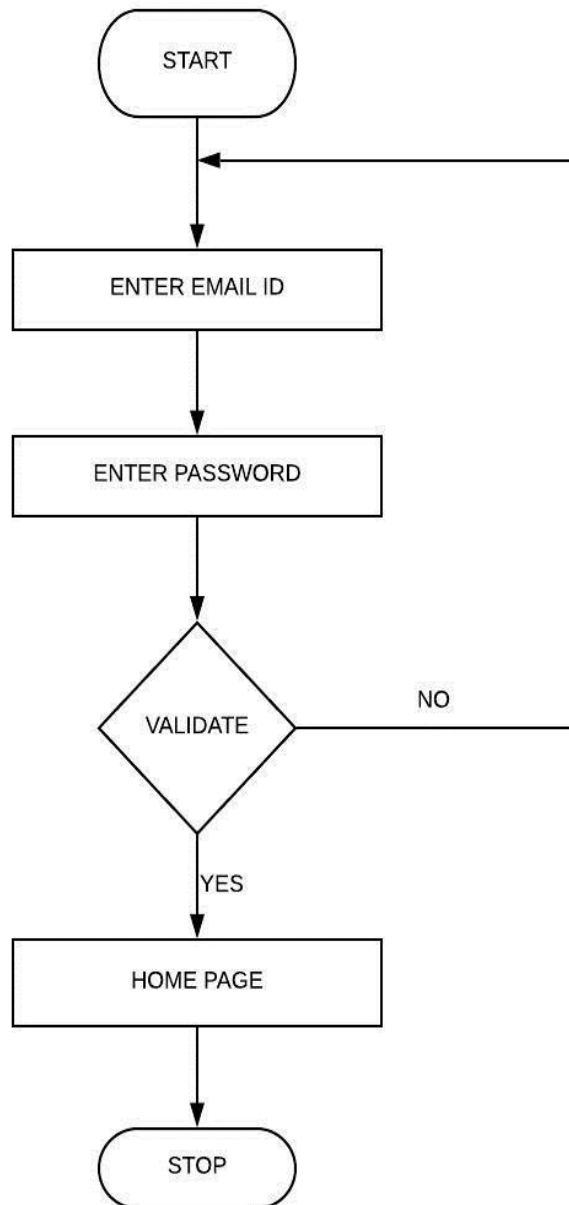 START
ENTER EMAIL ID
ENTER PASSWORD
VALIDATE
NO
YES
HOME PAGE
STOP